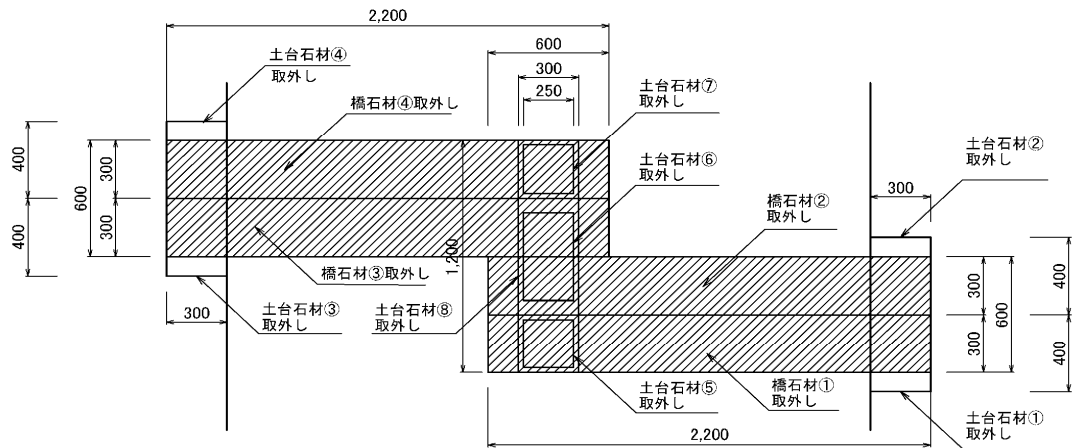 2,200
600
300
250
土台石材④
取外し
橋石材④取外し
土台石材⑦
取外し
土台石材⑥
取外し
橋石材②
取外し
土台石材②
取外し
300
400
400
600
300
300
1,200
橋石材③取外し
土台石材③
取外し
300
土台石材⑧
取外し
土台石材⑤
取外し
橋石材①
取外し
土台石材①
取外し
300
300
600
400
400
2,200